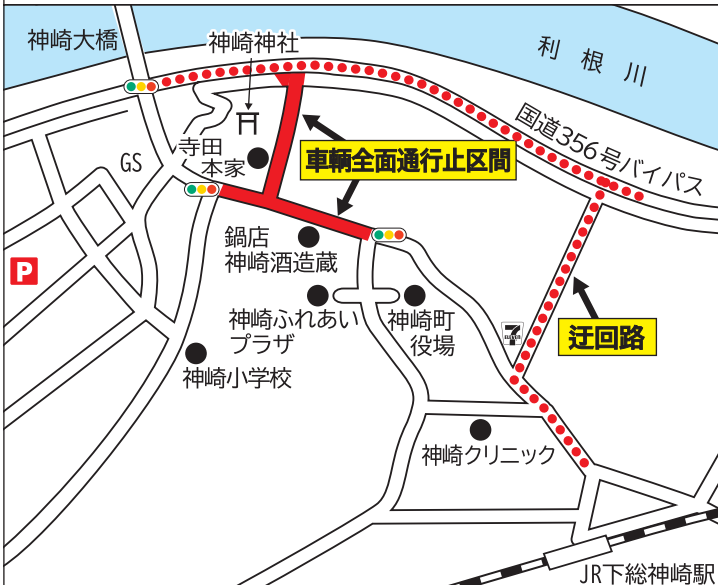 神崎大橋
神崎神社
利根川
国道356号バイパス
寺田
本家
GS
車輌全面通行止区間
P
鍋店
神崎酒造蔵
神崎ふれあい
プラザ
神崎町
役場
7
ELEVEN
迂回路
神崎小学校
神崎クリニック
JR下総神崎駅